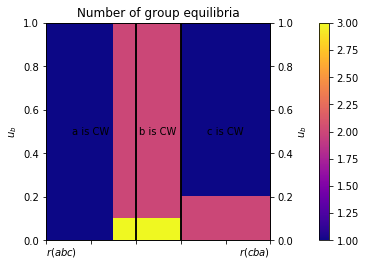 Number of group equilibria
1.0 1.0 3.00
2.75
0.8 0.8
2.50
0.6 0.6 2.25
u_b a is CW b is CW c is CW u_b 2.00
0.4 0.4 1.75
1.50
0.2 0.2
1.25
0.0 0.0 1.00
r(abc) r(cba)